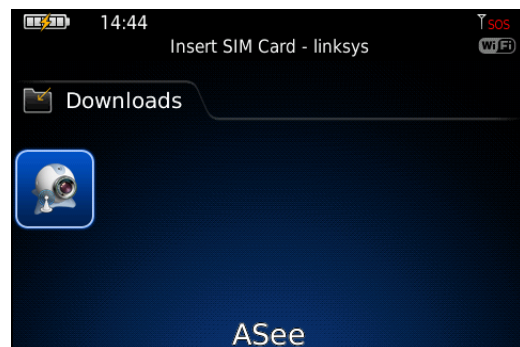 14:44
SOS
Insert SIM Card - linksys
WiFi
Downloads
ASee